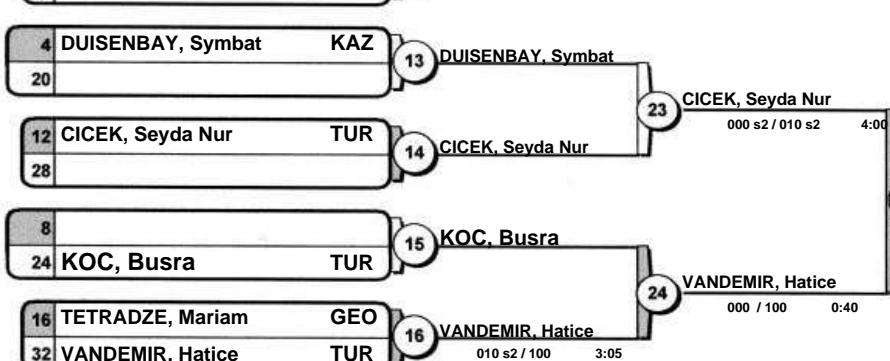 4 DUISENBAY, Symbat KAZ
20
13 DUISENBAY, Symbat
12 CICEK, Seyda Nur TUR
28
14 CICEK, Seyda Nur
23 CICEK, Seyda Nur
000 s2 / 010 s2 4:00
8
24 KOC, Busra TUR
15 KOC, Busra
16 TETRADZE, Mariam GEO
32 VANDEMIR, Hatice TUR
16 VANDEMIR, Hatice
010 s2 / 100 3:05
24 VANDEMIR, Hatice
000 / 100 0:40